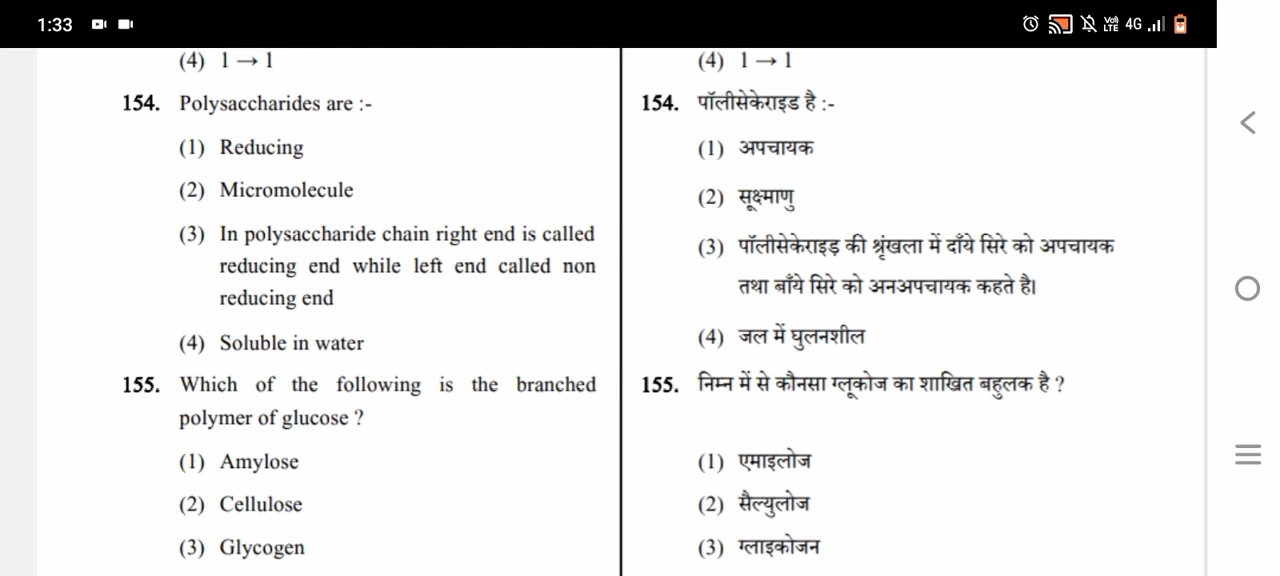 1:33
VoI) LTE 4G
(4) 1 → 1
154. Polysaccharides are :-
(1) Reducing
(2) Micromolecule
(3) In polysaccharide chain right end is called
reducing end while left end called non
reducing end
(4) Soluble in water
155. Which of the following is the branched
polymer of glucose ?
(1) Amylose
(2) Cellulose
(3) Glycogen
(4) 1 → 1
154. पॉलीसेकेराइड है :-
(1) अपचायक
(2) सूक्ष्माणु
(3) पॉलीसेकेराइड़ की श्रृंखला में दाँये सिरे को अपचायक
तथा बाँये सिरे को अनअपचायक कहते है।
(4) जल में घुलनशील
155. निम्न में से कौनसा ग्लूकोज का शाखित बहुलक है ?
(1) एमाइलोज
(2) सैल्युलोज
(3) ग्लाइकोजन